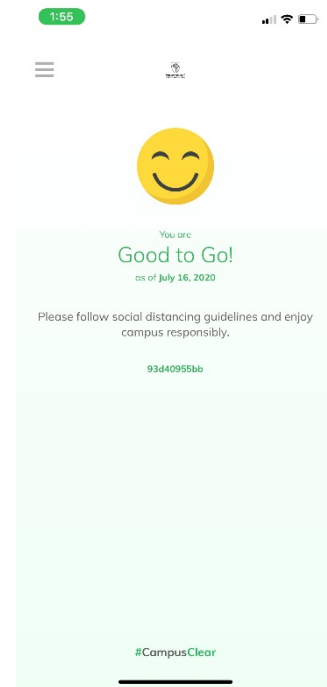 1:55
You are
Good to Go!
as of July 16, 2020
Please follow social distancing guidelines and enjoy
campus responsibly.
93d40955bb
#CampusClear